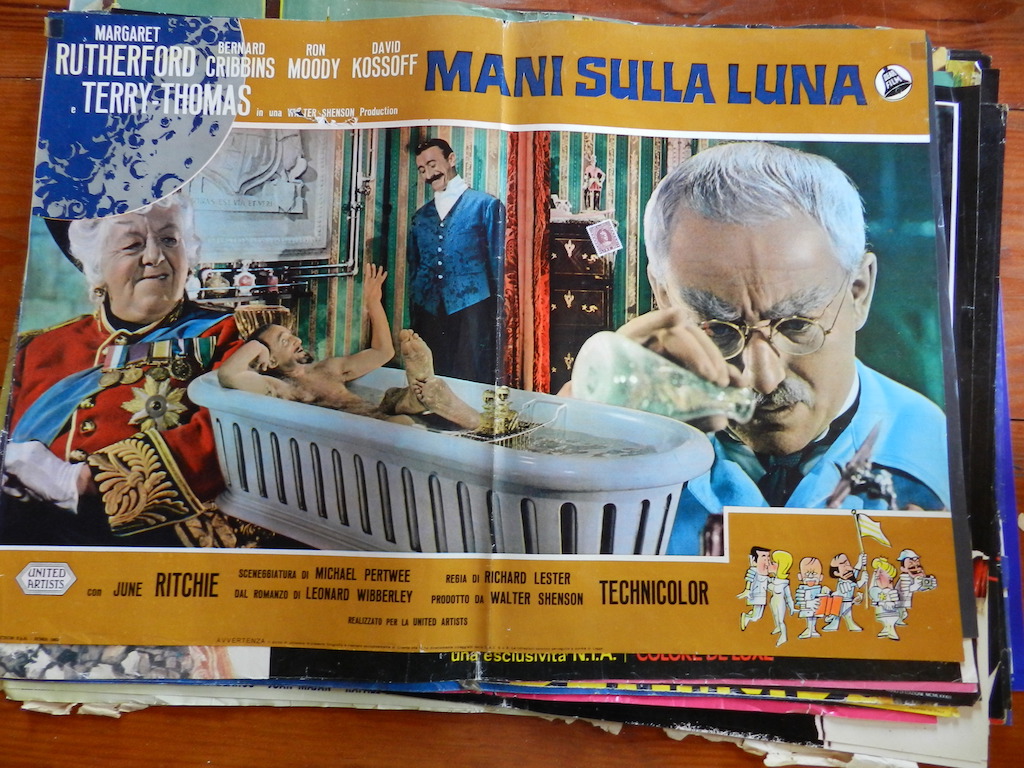 MARGARET RUTHERFORD
BERNARD CRIBBINS
RON MOODY
DAVID KOSSOFF
e TERRY-THOMAS in una WALTER SHENSON Production
MANI SULLA LUNA
DEAR FILM
UNITED ARTISTS
con JUNE RITCHIE
SCENEGGIATURA DI MICHAEL PERTWEE
DAL ROMANZO DI LEONARD WIBBERLEY
REGIA DI RICHARD LESTER
PRODOTTO DA WALTER SHENSON
TECHNICOLOR
REALIZZATO PER LA UNITED ARTISTS
AVVERTENZA
una esclusività N.I.A. COLORE DE LUXE